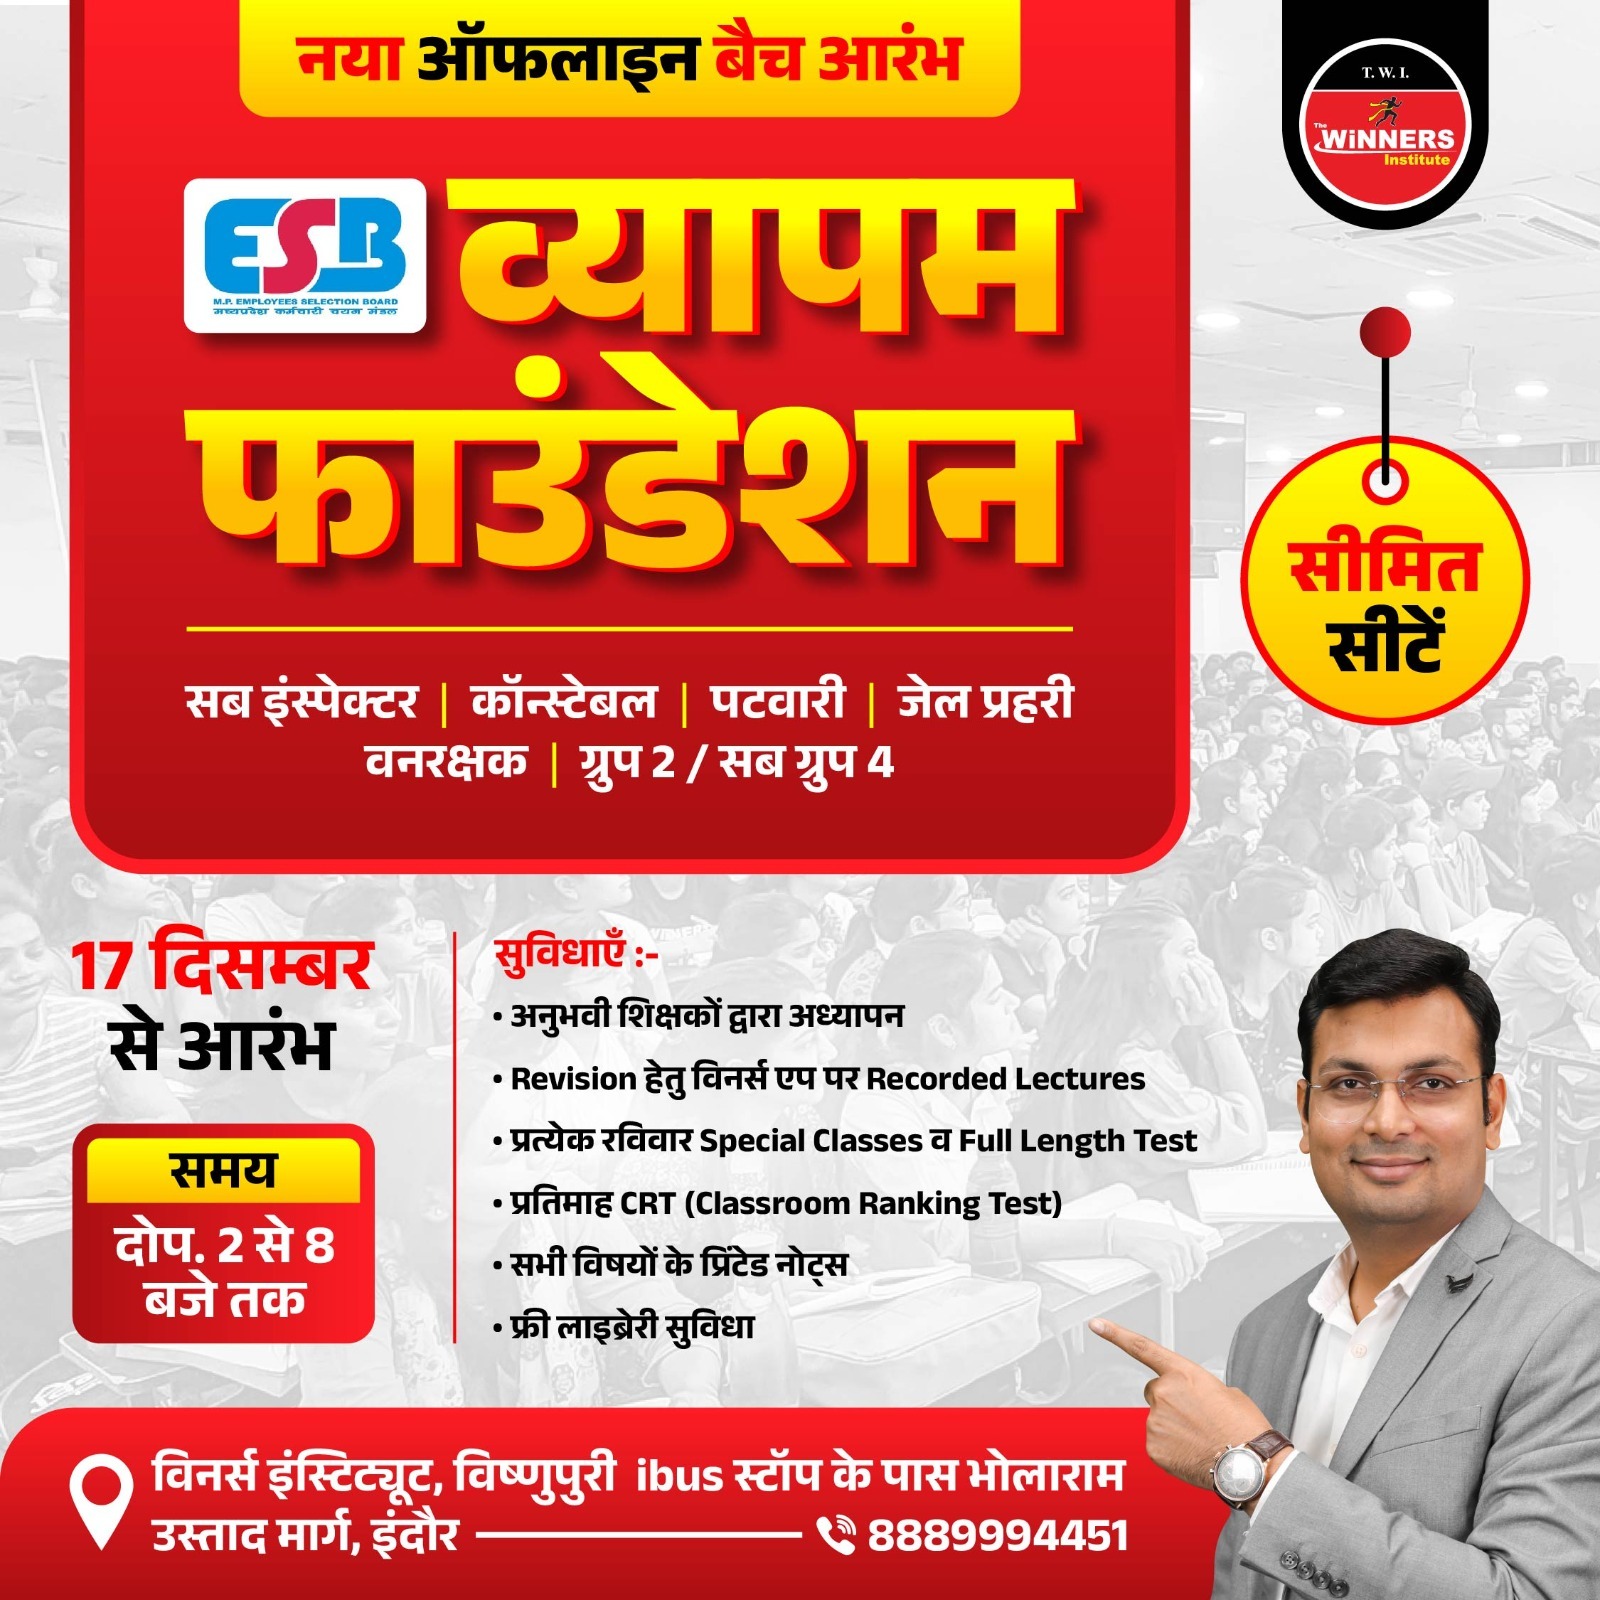 नया ऑफलाइन बैच आरंभ
T. W. I.
The
WiNNERS
Institute
ESB
M.P. EMPLOYEES SELECTION BOARD
मध्यप्रदेश कर्मचारी चयन मंडल
व्यापम
फाउंडेशन
सीमित
सीटें
सब इंस्पेक्टर | कॉन्स्टेबल | पटवारी | जेल प्रहरी
वनरक्षक | ग्रुप 2 / सब ग्रुप 4
17 दिसम्बर
से आरंभ
समय
दोप. 2 से 8
बजे तक
सुविधाएँ :-
• अनुभवी शिक्षकों द्वारा अध्यापन
• Revision हेतु विनर्स एप पर Recorded Lectures
• प्रत्येक रविवार Special Classes व Full Length Test
• प्रतिमाह CRT (Classroom Ranking Test)
• सभी विषयों के प्रिंटेड नोट्स
• फ्री लाइब्रेरी सुविधा
विनर्स इंस्टिट्यूट, विष्णुपुरी ibus स्टॉप के पास भोलाराम
उस्ताद मार्ग, इंदौर 8889994451